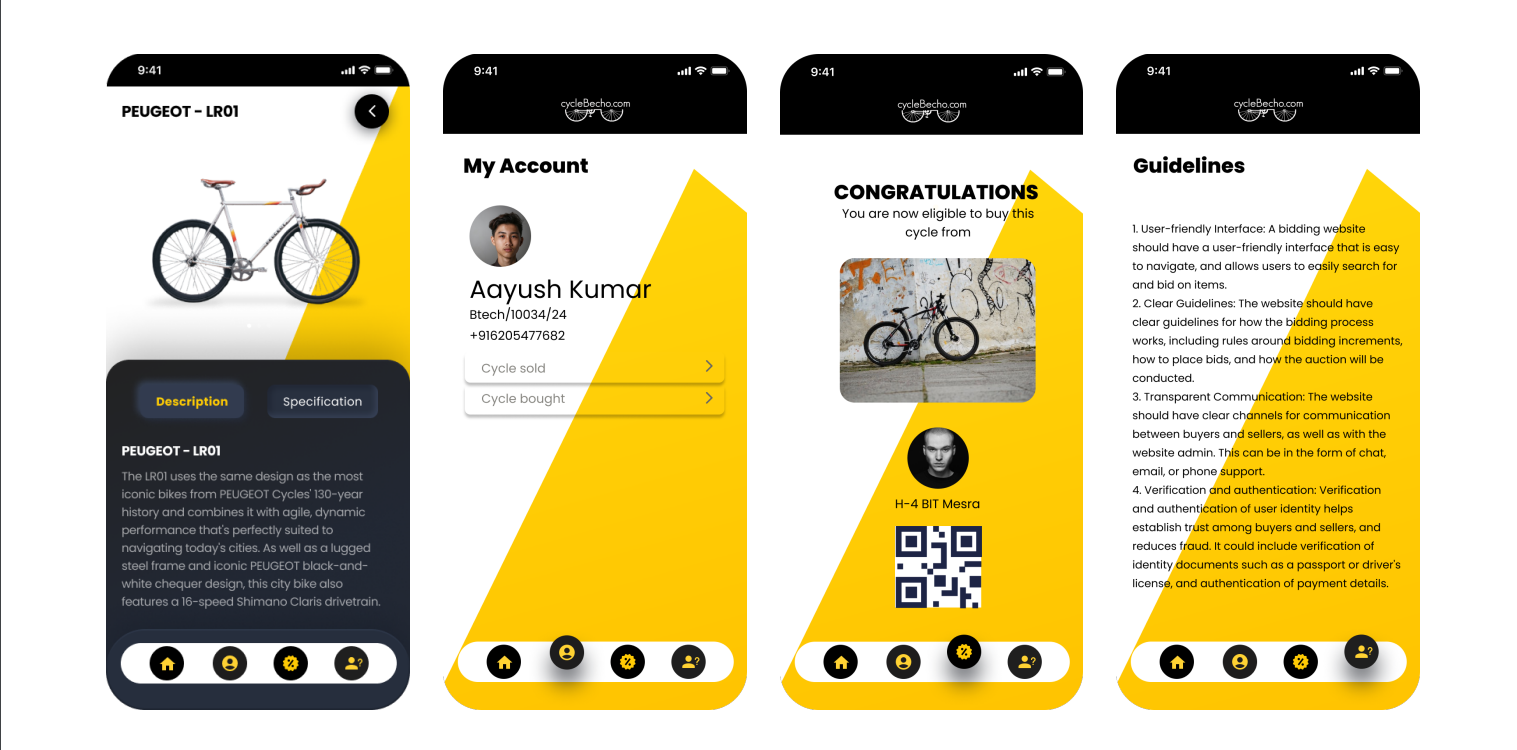 9:41
PEUGEOT - LR01
Description
Specification
PEUGEOT - LR01
The LR01 uses the same design as the most
iconic bikes from PEUGEOT Cycles' 130-year
history and combines it with agile, dynamic
performance that's perfectly suited to
navigating today's cities. As well as a lugged
steel frame and iconic PEUGEOT black-and-
white chequer design, this city bike also
features a 16-speed Shimano Claris drivetrain.
9:41
cycleBecho.com
My Account
Aayush Kumar
Btech/10034/24
+916205477682
Cycle sold
Cycle bought
9:41
cycleBecho.com
CONGRATULATIONS
You are now eligible to buy this
cycle from
H-4 BIT Mesra
9:41
cycleBecho.com
Guidelines
1. User-friendly Interface: A bidding website
should have a user-friendly interface that is easy
to navigate, and allows users to easily search for
and bid on items.
2. Clear Guidelines: The website should have
clear guidelines for how the bidding process
works, including rules around bidding increments,
how to place bids, and how the auction will be
conducted.
3. Transparent Communication: The website
should have clear channels for communication
between buyers and sellers, as well as with the
website admin. This can be in the form of chat,
email, or phone support.
4. Verification and authentication: Verification
and authentication of user identity helps
establish trust among buyers and sellers, and
reduces fraud. It could include verification of
identity documents such as a passport or driver's
license, and authentication of payment details.